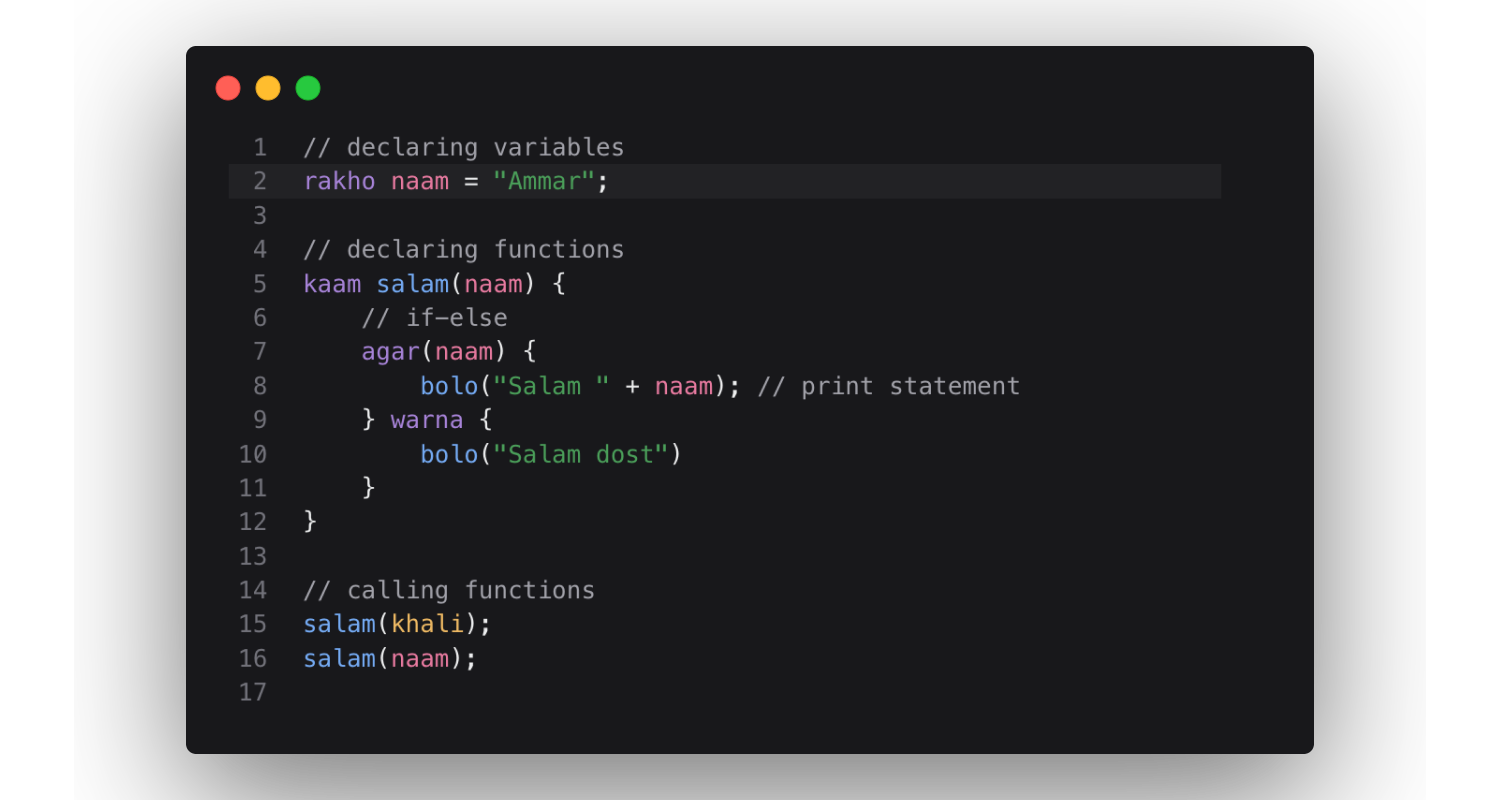 1 // declaring variables
2 rakho naam = "Ammar";
3
4 // declaring functions
5 kaam salam(naam) {
6     // if-else
7     agar(naam) {
8         bolo("Salam " + naam); // print statement
9     } warna {
10         bolo("Salam dost")
11     }
12 }
13
14 // calling functions
15 salam(khali);
16 salam(naam);
17